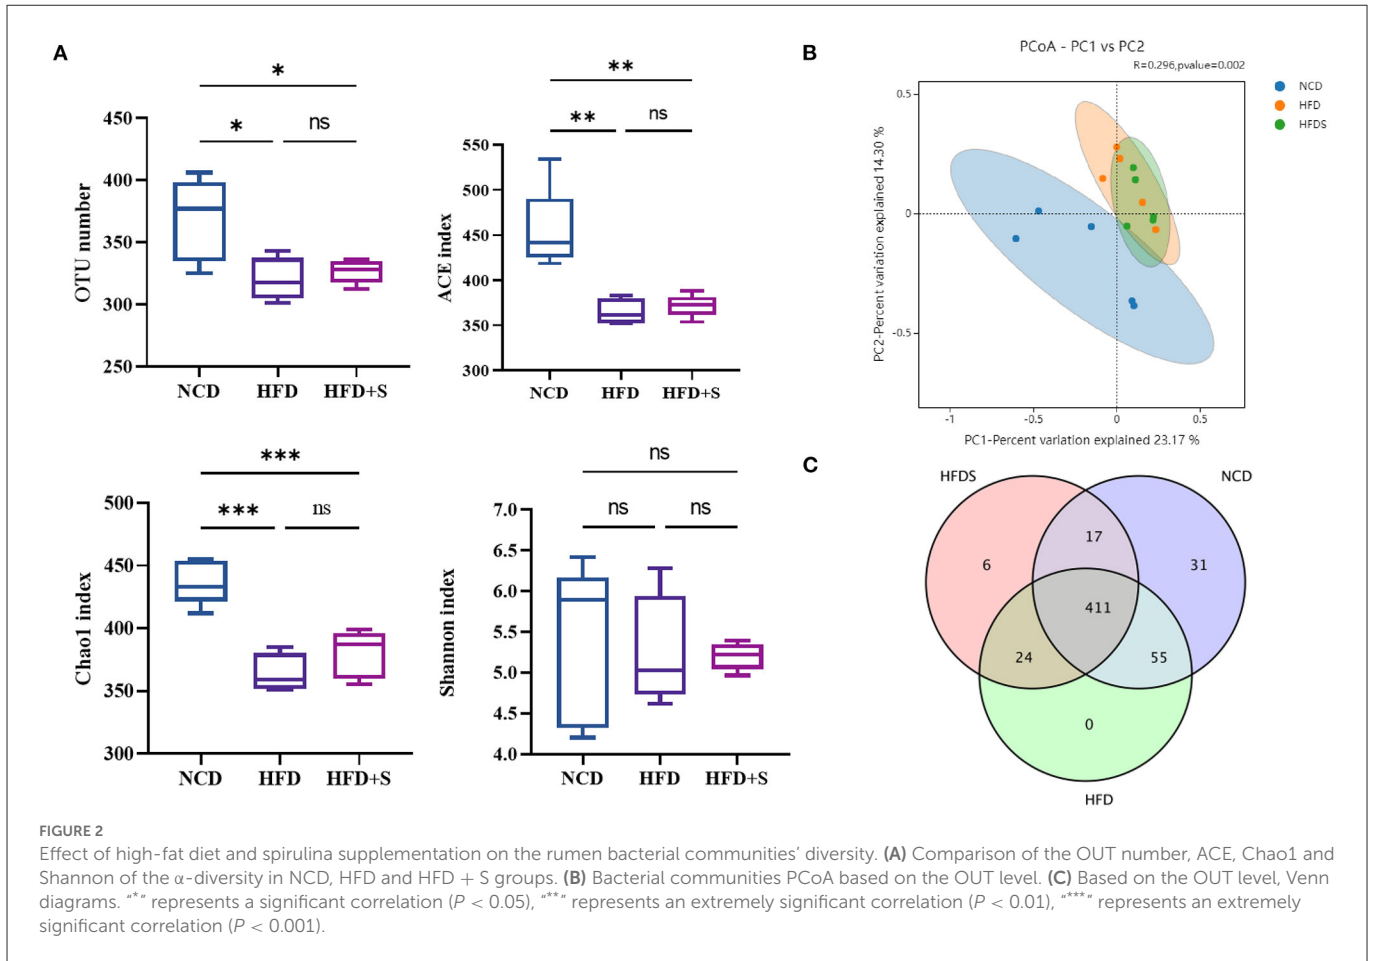 A
*
* ns
OTU number
450
400
350
300
250
NCD HFD HFD+S
**
** ns
ACE index
550
500
450
400
350
300
NCD HFD HFD+S
***
*** ns
Chao1 index
500
450
400
350
300
NCD HFD HFD+S
ns
ns ns
Shannon index
7.0
6.5
6.0
5.5
5.0
4.5
4.0
NCD HFD HFD+S
B
PCoA - PC1 vs PC2
R=0.296,pvalue=0.002
NCD
HFD
HFDS
PC2-Percent variation explained 14.30 %
0.5
0
-0.5
-1 -0.5 0 0.5
PC1-Percent variation explained 23.17 %
C
HFDS NCD
17
6 31
411
24 55
0
HFD
FIGURE 2
Effect of high-fat diet and spirulina supplementation on the rumen bacterial communities’ diversity. (A) Comparison of the OUT number, ACE, Chao1 and
Shannon of the α-diversity in NCD, HFD and HFD + S groups. (B) Bacterial communities PCoA based on the OUT level. (C) Based on the OUT level, Venn
diagrams. “*” represents a significant correlation (P < 0.05), “**” represents an extremely significant correlation (P < 0.01), “***” represents an extremely
significant correlation (P < 0.001).